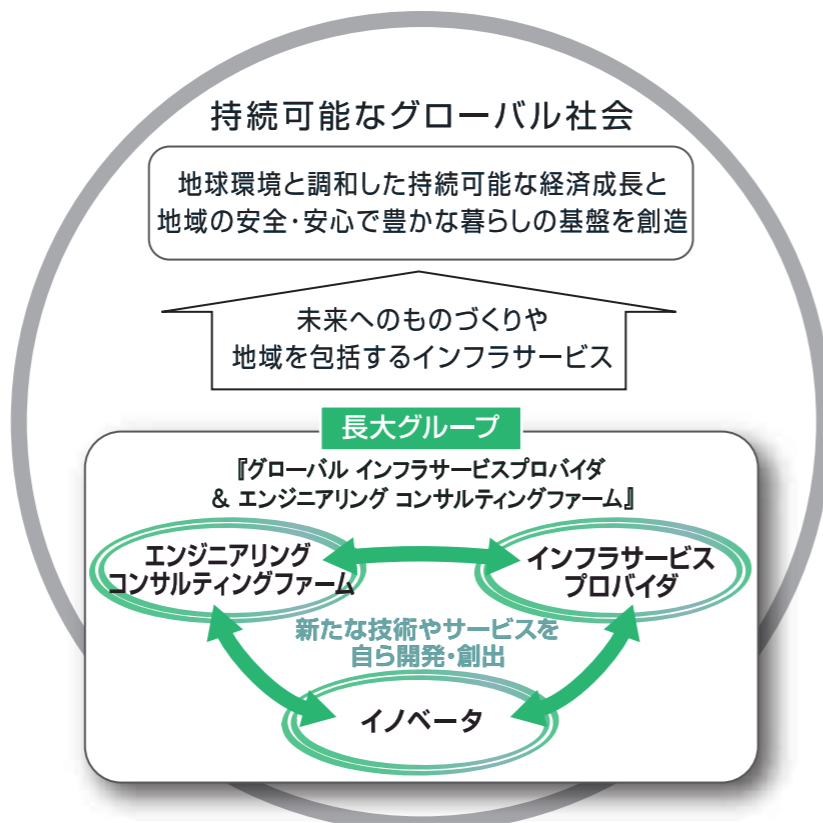 持続可能なグローバル社会
地球環境と調和した持続可能な経済成長と
地域の安全・安心で豊かな暮らしの基盤を創造
未来へのものづくりや
地域を包括するインフラサービス
長大グループ
『グローバル インフラサービスプロバイダ
& エンジニアリング コンサルティングファーム』
エンジニアリング
コンサルティングファーム
インフラサービス
プロバイダ
新たな技術やサービスを
自ら開発・創出
イノベータ